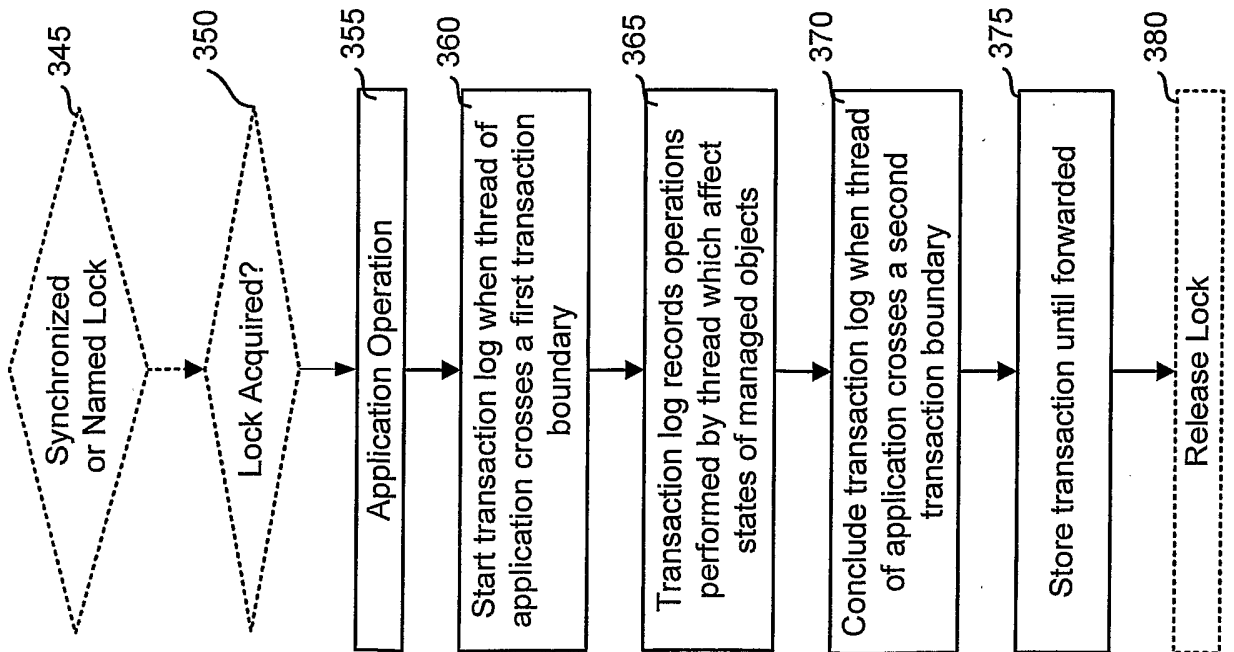 345
Synchronized
or Named Lock
350
Lock Acquired?
355
Application Operation
360
Start transaction log when thread of
application crosses a first transaction
boundary
365
Transaction log records operations
performed by thread which affect
states of managed objects
370
Conclude transaction log when thread
of application crosses a second
transaction boundary
375
Store transaction until forwarded
380
Release Lock